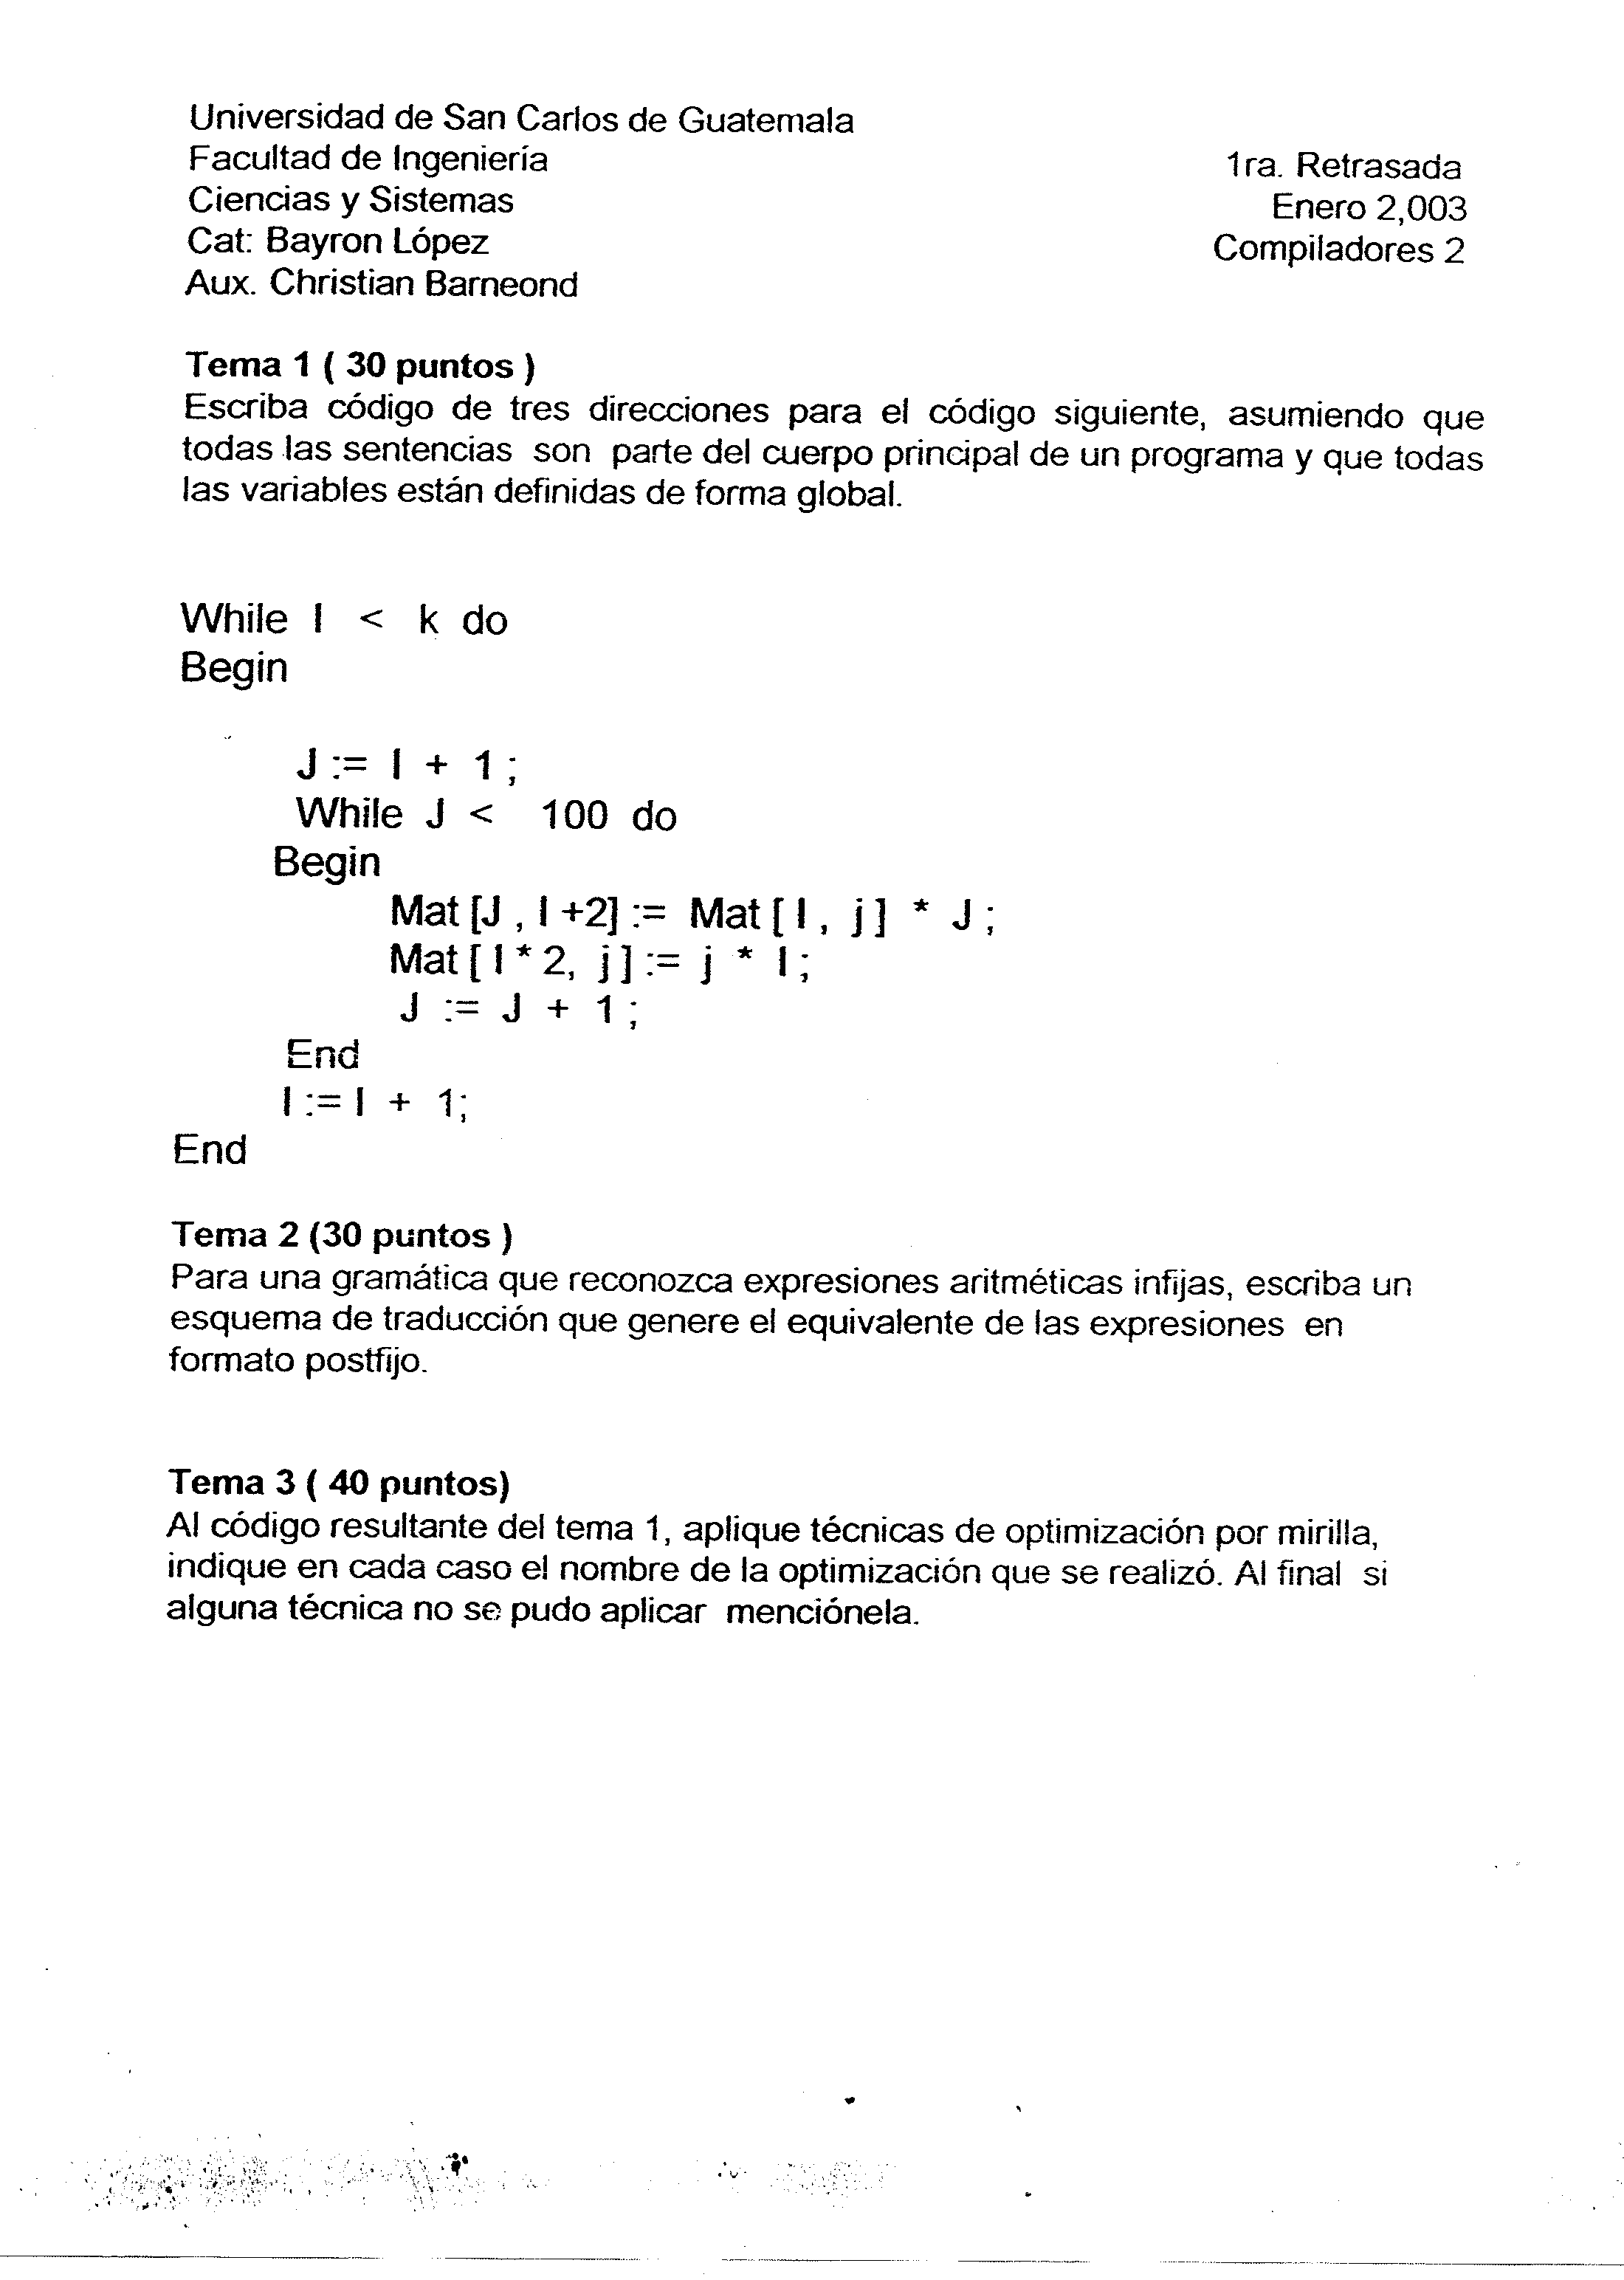 Universidad de San Carlos de Guatemala
Facultad de Ingeniería
1ra. Retrasada
Ciencias y Sistemas
Enero 2,003
Cat: Bayron López
Compiladores 2
Aux. Christian Barneond
Tema 1 ( 30 puntos )
Escriba código de tres direcciones para el código siguiente, asumiendo que
todas las sentencias son parte del cuerpo principal de un programa y que todas
las variables están definidas de forma global.
While I < k do
Begin
J := I + 1 ;
While J < 100 do
Begin
Mat [J , I +2] := Mat [ I , j ] * J ;
Mat [ I * 2, j ] := j * I ;
J := J + 1 ;
End
I := I + 1;
End
Tema 2 (30 puntos )
Para una gramática que reconozca expresiones aritméticas infijas, escriba un
esquema de traducción que genere el equivalente de las expresiones en
formato postfijo.
Tema 3 ( 40 puntos)
Al código resultante del tema 1, aplique técnicas de optimización por mirilla,
indique en cada caso el nombre de la optimización que se realizó. Al final si
alguna técnica no se pudo aplicar menciónela.